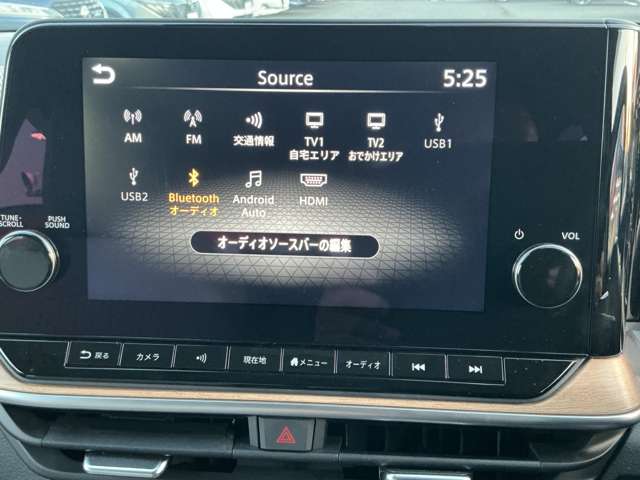 Source
5:25
AM
FM
交通情報
TV1
自宅エリア
TV2
おでかけエリア
USB1
USB2
Bluetooth
オーディオ
Android
Auto
HDMI
オーディオソースバーの編集
TUNE・
SCROLL
PUSH
SOUND
VOL
戻る
カメラ
現在地
メニュー
オーディオ